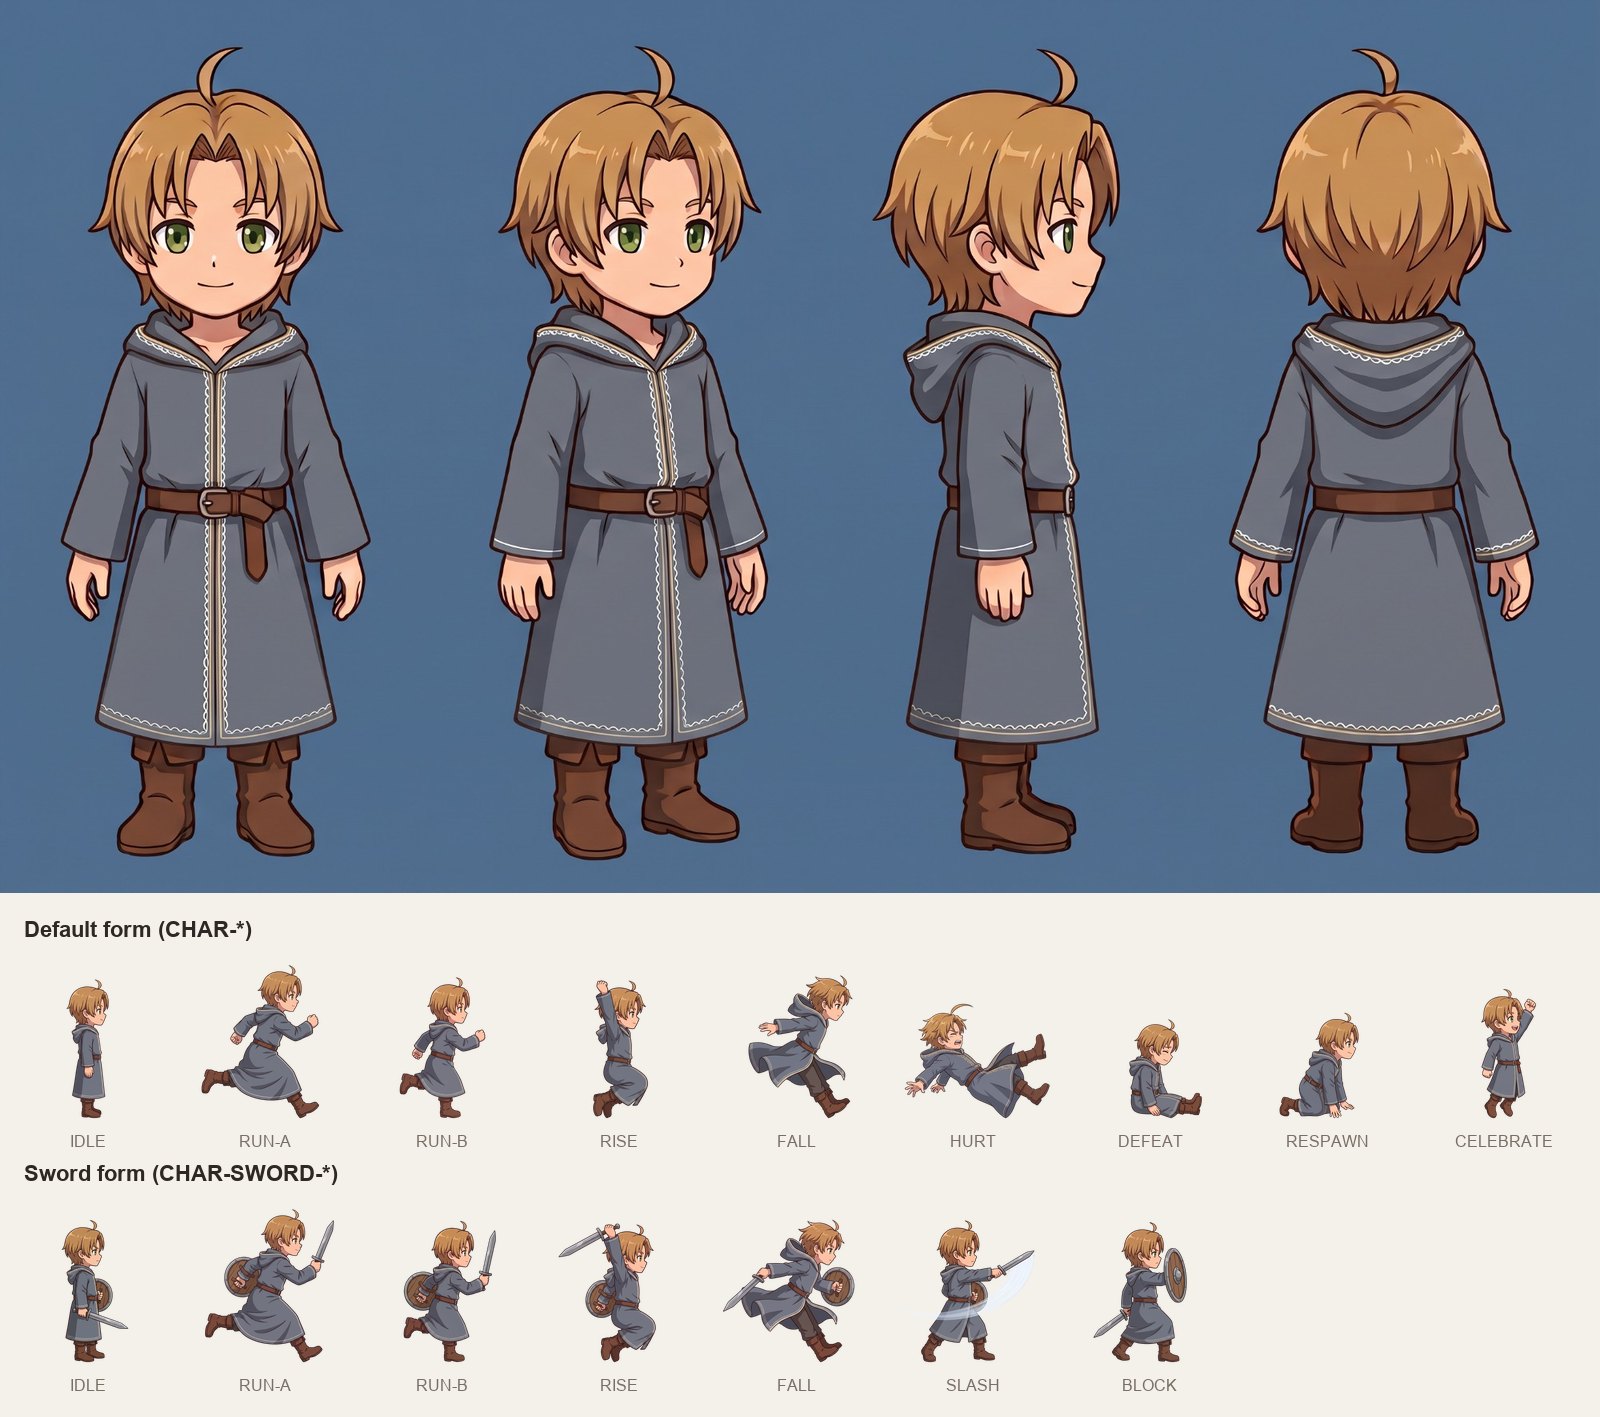 Default form (CHAR-*)
IDLE RUN-A RUN-B RISE FALL HURT DEFEAT RESPAWN CELEBRATE
Sword form (CHAR-SWORD-*)
IDLE RUN-A RUN-B RISE FALL SLASH BLOCK